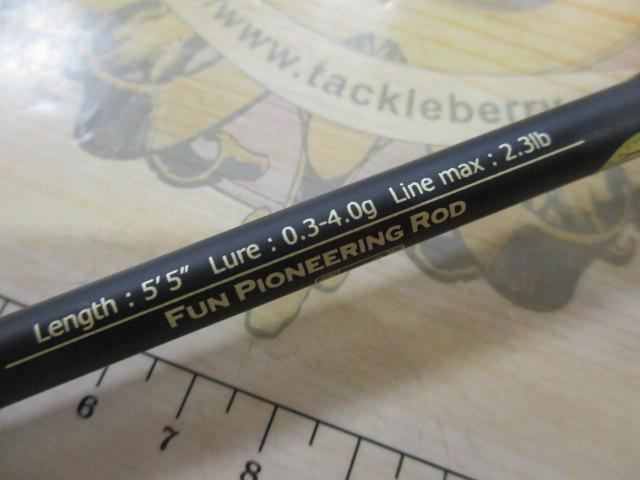 /www.tackleberry
Length : 5'5" Lure : 0.3-4.0g Line max : 2.3lb
FUN PIONEERING ROD
6
7
8